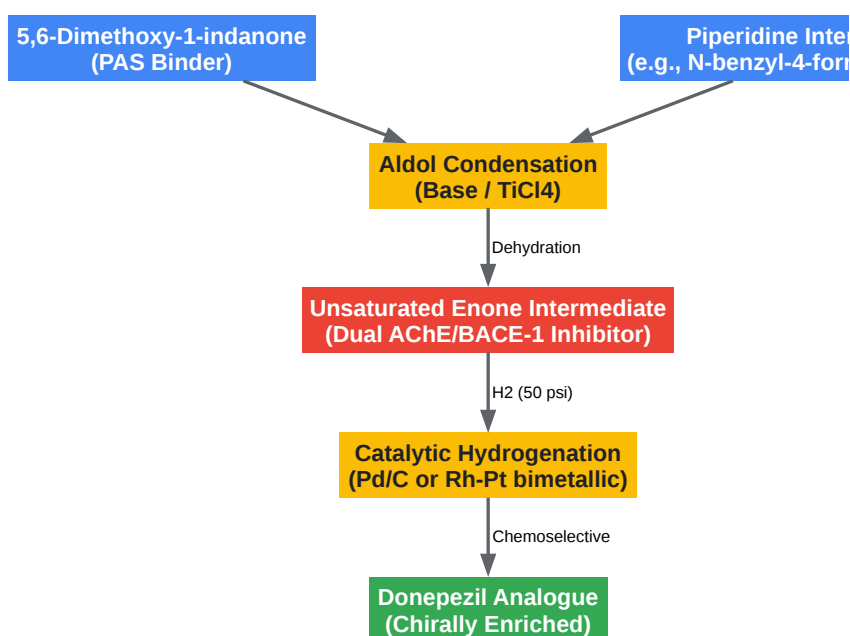 5,6-Dimethoxy-1-indanone
(PAS Binder)
Piperidine Inter
(e.g., N-benzyl-4-form
Aldol Condensation
(Base / TiCl4)
Dehydration
Unsaturated Enone Intermediate
(Dual AChE/BACE-1 Inhibitor)
H2 (50 psi)
Catalytic Hydrogenation
(Pd/C or Rh-Pt bimetallic)
Chemoselective
Donepezil Analogue
(Chirally Enriched)